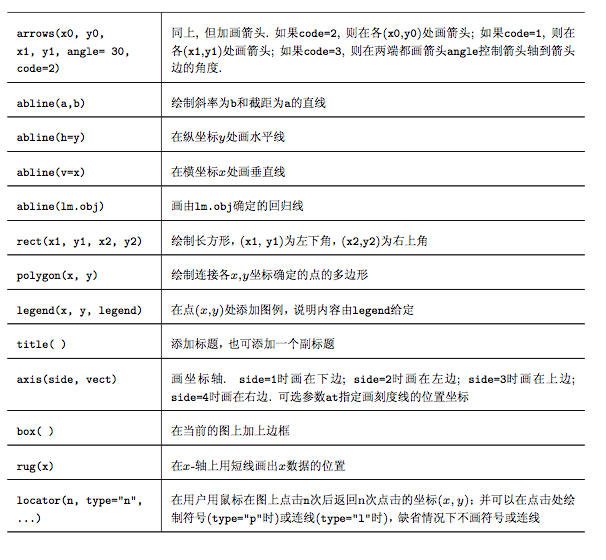 arrows(x0, y0, 同上, 但加画箭头. 如果code=2, 则在各(x0,y0)处画箭头; 如果code=1, 则在
x1, y1, angle= 30, 各(x1,y1)处画箭头; 如果code=3, 则在两端都画箭头angle控制箭头轴到箭头
code=2) 边的角度.
abline(a,b) 绘制斜率为b和截距为a的直线
abline(h=y) 在纵坐标y处画水平线
abline(v=x) 在横坐标x处画垂直线
abline(lm.obj) 画由lm.obj确定的回归线
rect(x1, y1, x2, y2) 绘制长方形, (x1, y1)为左下角, (x2,y2)为右上角
polygon(x, y) 绘制连接各x,y坐标确定的点的多边形
legend(x, y, legend) 在点(x,y)处添加图例, 说明内容由legend给定
title( ) 添加标题, 也可添加一个副标题
axis(side, vect) 画坐标轴. side=1时画在下边; side=2时画在左边; side=3时画在上边;
side=4时画在右边. 可选参数at指定画刻度线的位置坐标
box( ) 在当前的图上加上边框
rug(x) 在x-轴上用短线画出x数据的位置
locator(n, type="n", 在用户用鼠标在图上点击n次后返回n次点击的坐标(x, y); 并可以在点击处绘
...) 制符号(type="p"时)或连线(type="l"时), 缺省情况下不画符号或连线